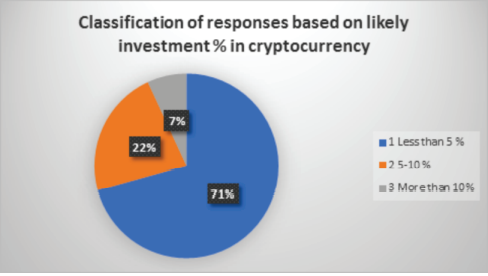 Classification of responses based on likely
investment % in cryptocurrency
7%
22%
71%
1 Less than 5 %
2 5-10 %
3 More than 10%